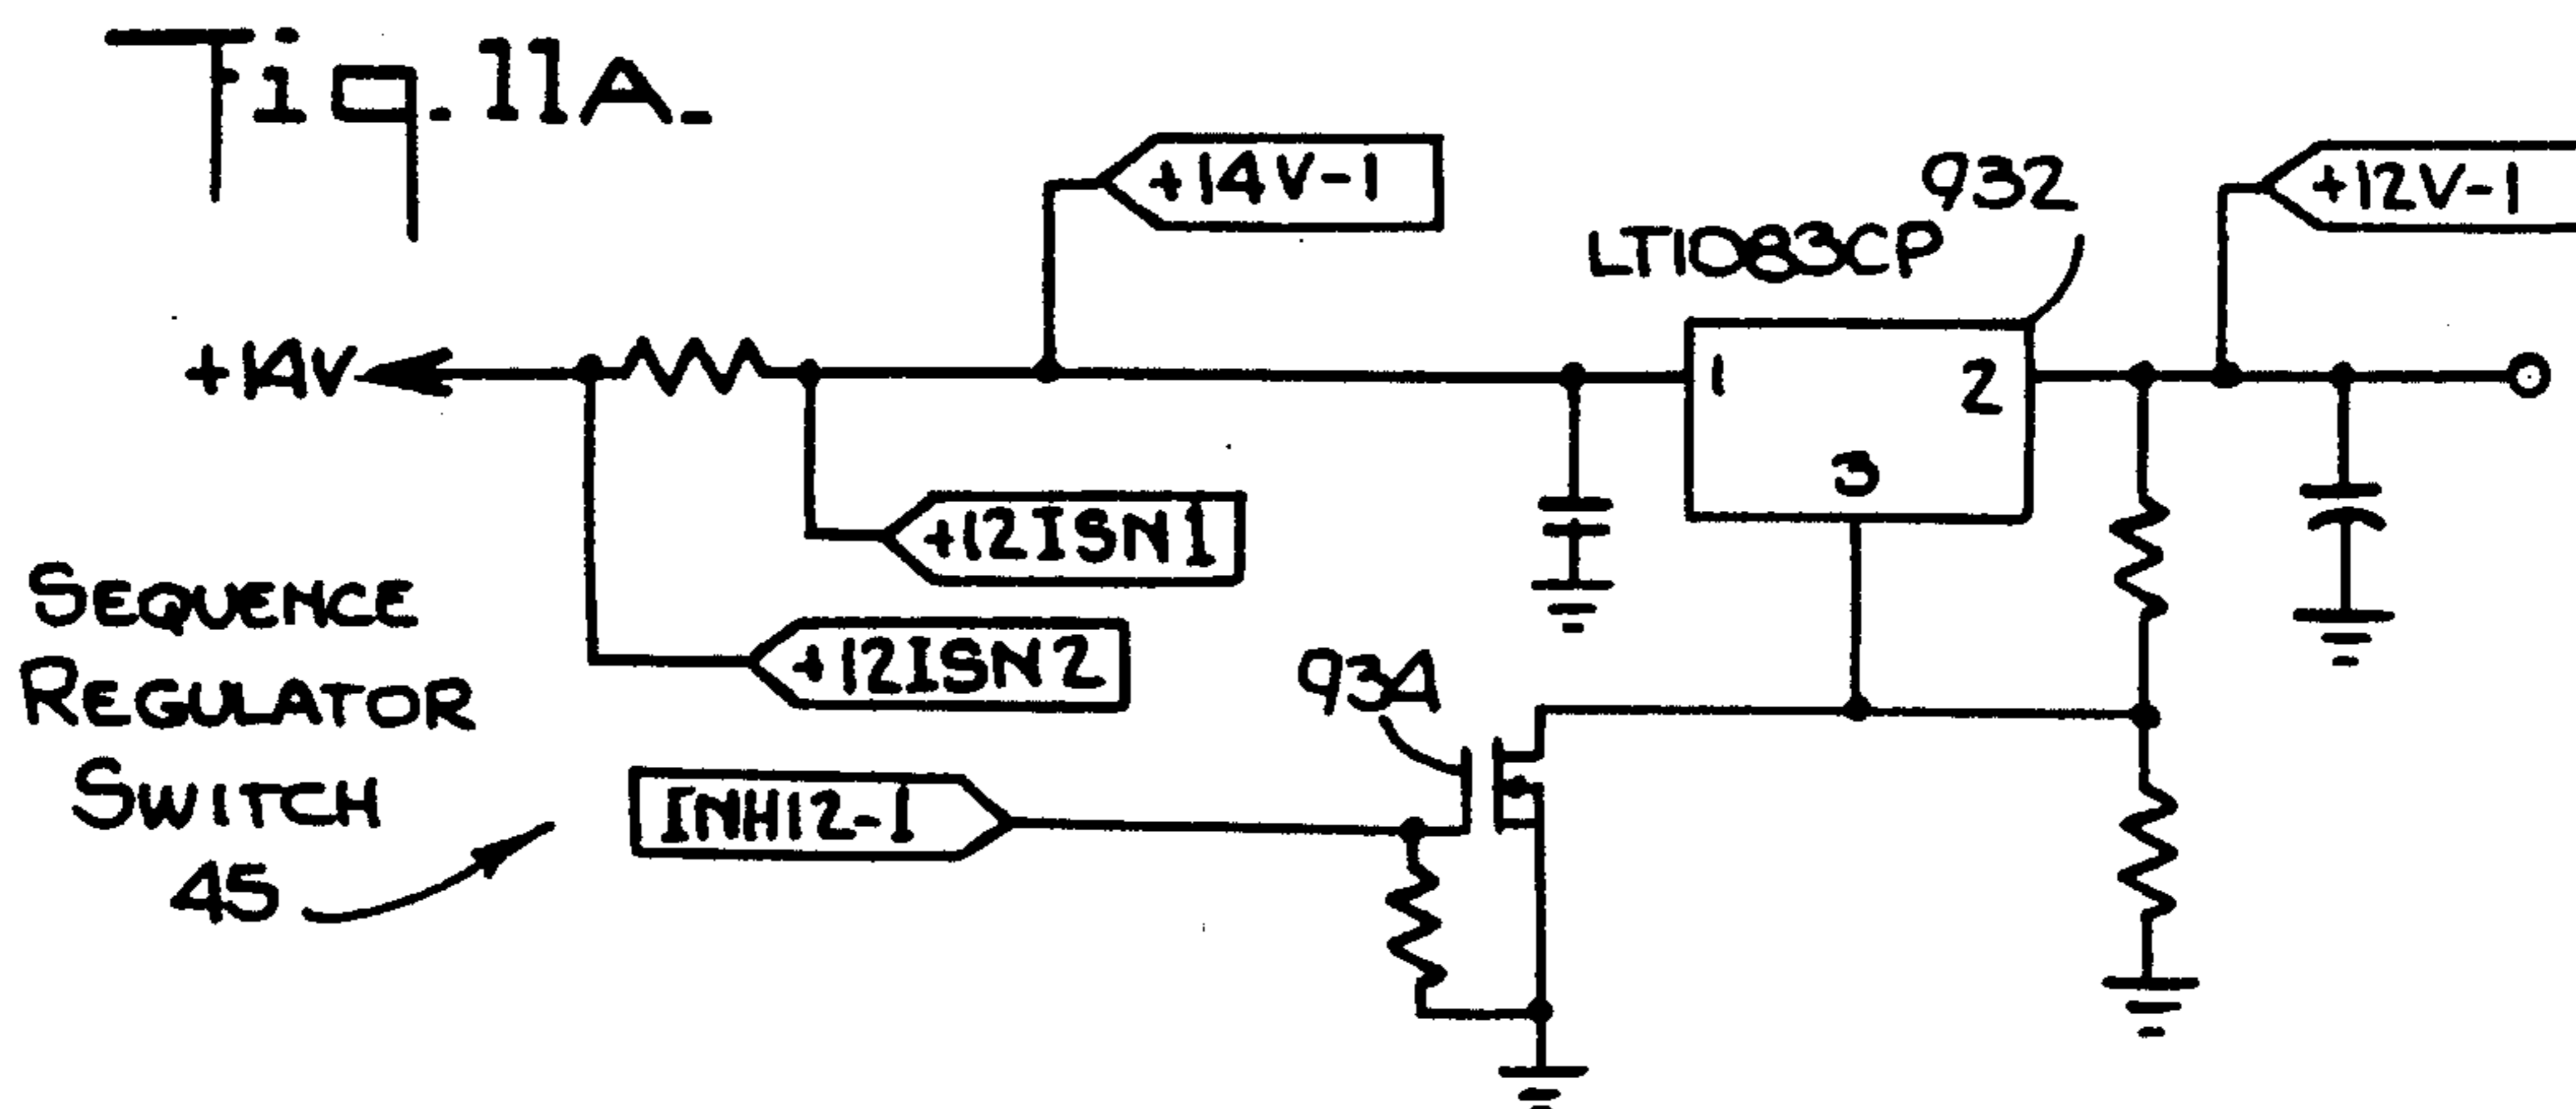 Fig. 11A.
+14V-1
932
+12V-1
LT1083CP
+14V
1
2
3
+12ISN1
+12ISN2
SEQUENCE
REGULATOR
SWITCH
45
934
INH12-1